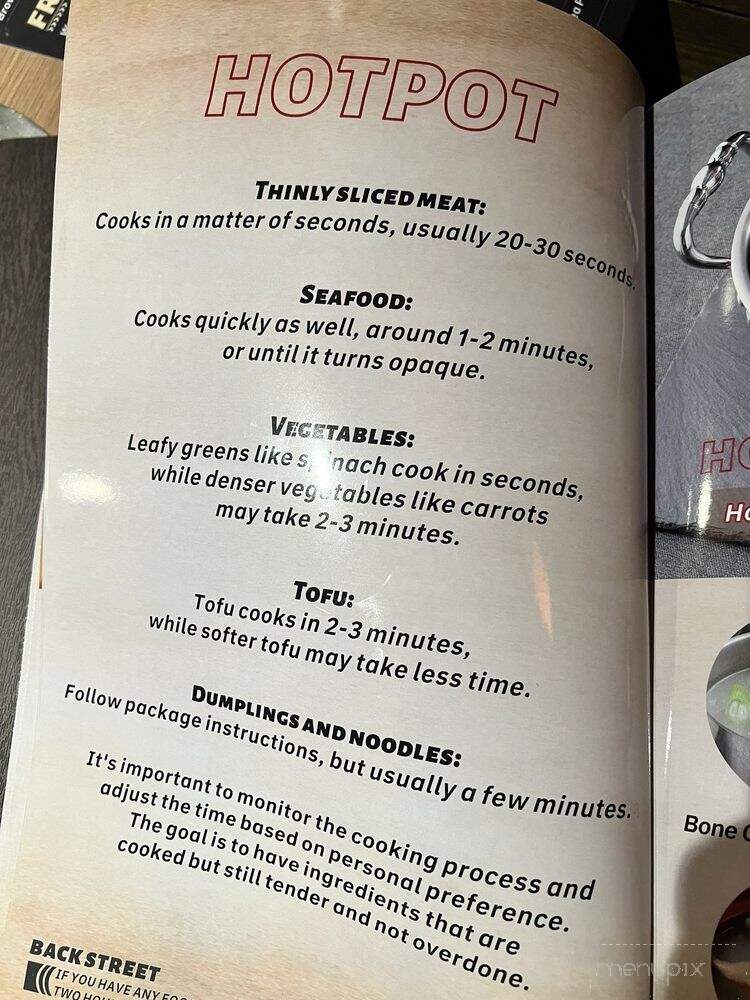 HOTPOT
THINLY SLICED MEAT:
Cooks in a matter of seconds, usually 20-30 seconds.
SEAFOOD:
Cooks quickly as well, around 1-2 minutes,
or until it turns opaque.
VEGETABLES:
Leafy greens like spinach cook in seconds,
while denser vegetables like carrots
may take 2-3 minutes.
TOFU:
Tofu cooks in 2-3 minutes,
while softer tofu may take less time.
DUMPLINGS AND NOODLES:
Follow package instructions, but usually a few minutes.
It's important to monitor the cooking process and
adjust the time based on personal preference.
The goal is to have ingredients that are
cooked but still tender and not overdone.
BACK STREET
IF YOU HAVE ANY
TWO
Bone
menupix